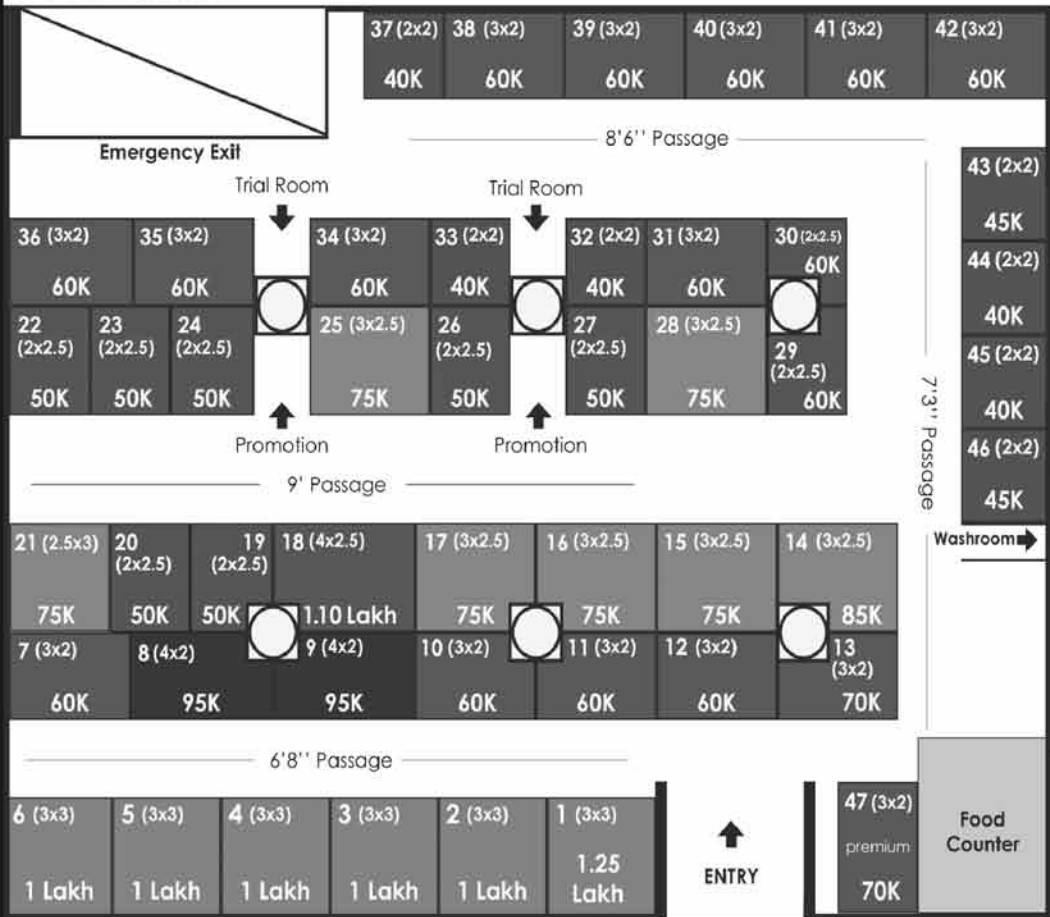 37 (2x2)
40K
38 (3x2)
60K
39 (3x2)
60K
40 (3x2)
60K
41 (3x2)
60K
42 (3x2)
60K
Emergency Exit
8'6'' Passage
Trial Room
Trial Room
43 (2x2)
45K
44 (2x2)
40K
45 (2x2)
40K
46 (2x2)
45K
36 (3x2)
60K
35 (3x2)
60K
34 (3x2)
60K
33 (2x2)
40K
32 (2x2)
40K
31 (3x2)
60K
30 (2x2.5)
60K
22
(2x2.5)
50K
23
(2x2.5)
50K
24
(2x2.5)
50K
25 (3x2.5)
75K
26
(2x2.5)
50K
27
(2x2.5)
50K
28 (3x2.5)
75K
29
(2x2.5)
60K
Promotion
Promotion
7'3'' Passage
9' Passage
Washroom
21 (2.5x3)
75K
20
(2x2.5)
50K
19
(2x2.5)
50K
18 (4x2.5)
1.10 Lakh
17 (3x2.5)
75K
16 (3x2.5)
75K
15 (3x2.5)
75K
14 (3x2.5)
85K
7 (3x2)
60K
8 (4x2)
95K
9 (4x2)
95K
10 (3x2)
60K
11 (3x2)
60K
12 (3x2)
60K
13
(3x2)
70K
6'8'' Passage
6 (3x3)
1 Lakh
5 (3x3)
1 Lakh
4 (3x3)
1 Lakh
3 (3x3)
1 Lakh
2 (3x3)
1 Lakh
1 (3x3)
1.25
Lakh
ENTRY
47 (3x2)
premium
70K
Food
Counter